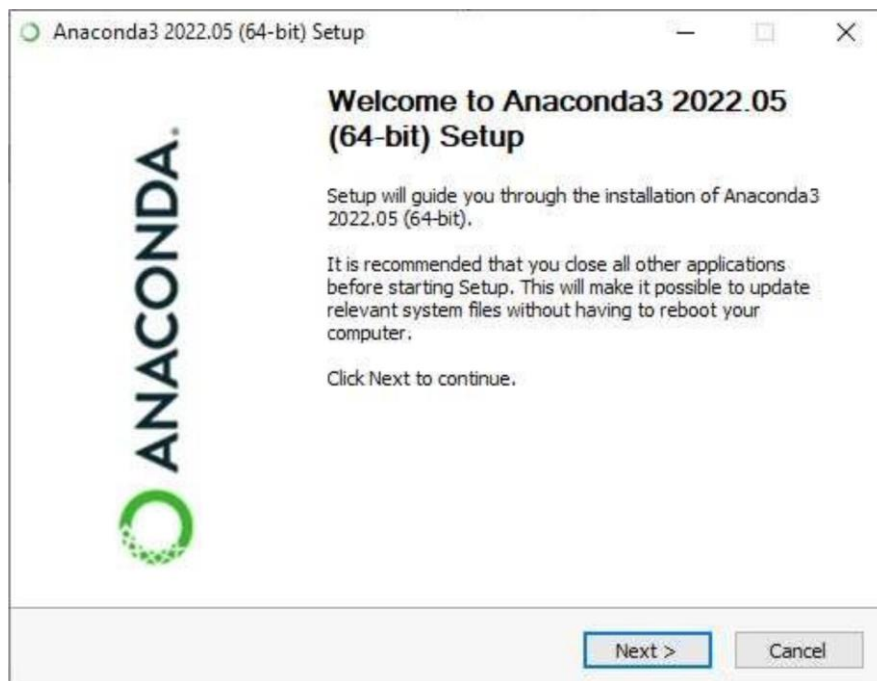 Anaconda3 2022.05 (64-bit) Setup
Welcome to Anaconda3 2022.05
(64-bit) Setup
Setup will guide you through the installation of Anaconda3
2022.05 (64-bit).
It is recommended that you close all other applications
before starting Setup. This will make it possible to update
relevant system files without having to reboot your
computer.
Click Next to continue.
ANACONDA.
Next >
Cancel